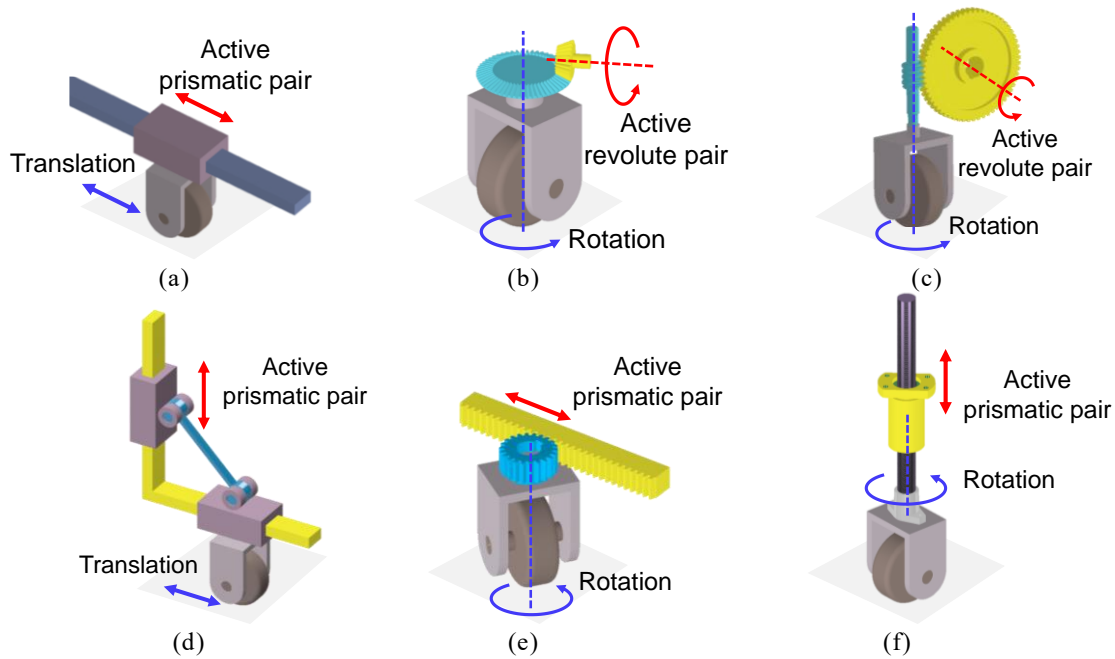 Active
prismatic pair
Translation
(a)
Active
revolute pair
Rotation
(b)
Active
revolute pair
Rotation
(c)
Active
prismatic pair
Translation
(d)
Active
prismatic pair
Rotation
(e)
Active
prismatic pair
Rotation
(f)